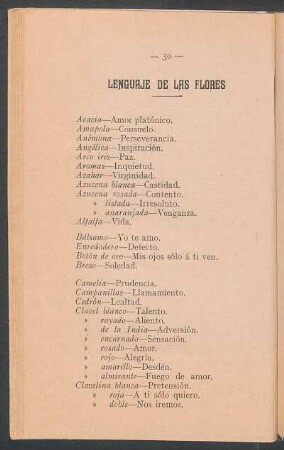 — 39 —
LENGUAJE DE LAS FLORES
Acacia—Amor platónico.
Amapola—Consuelo.
Anémona—Perseverancia.
Angélica—Inspiración.
Arco iris—Paz.
Aromas—Inquietud.
Azahar—Virginidad.
Azucena blanca—Castidad.
Azucena rosada—Contento.
» listada—Irresoluto.
» anaranjada—Venganza.
Alfalfa—Vida.
Bálsamo—Yo te amo.
Enredadera—Defecto.
Botón de oro—Mis ojos sólo á ti ven.
Breso—Soledad.
Camelia—Prudencia.
Campanillas—Llamamiento.
Cedrón—Lealtad.
Clavel blanco—Talento.
» rayado—Aliento.
» de la India—Adversión.
» encarnado—Sensación.
» rosado—Amor.
» rojo—Alegría.
» amarillo—Desdén.
» almirante—Fuego de amor.
Clavelina blanca—Pretensión.
» roja—A ti sólo quiero.
» doble—Nos iremos.